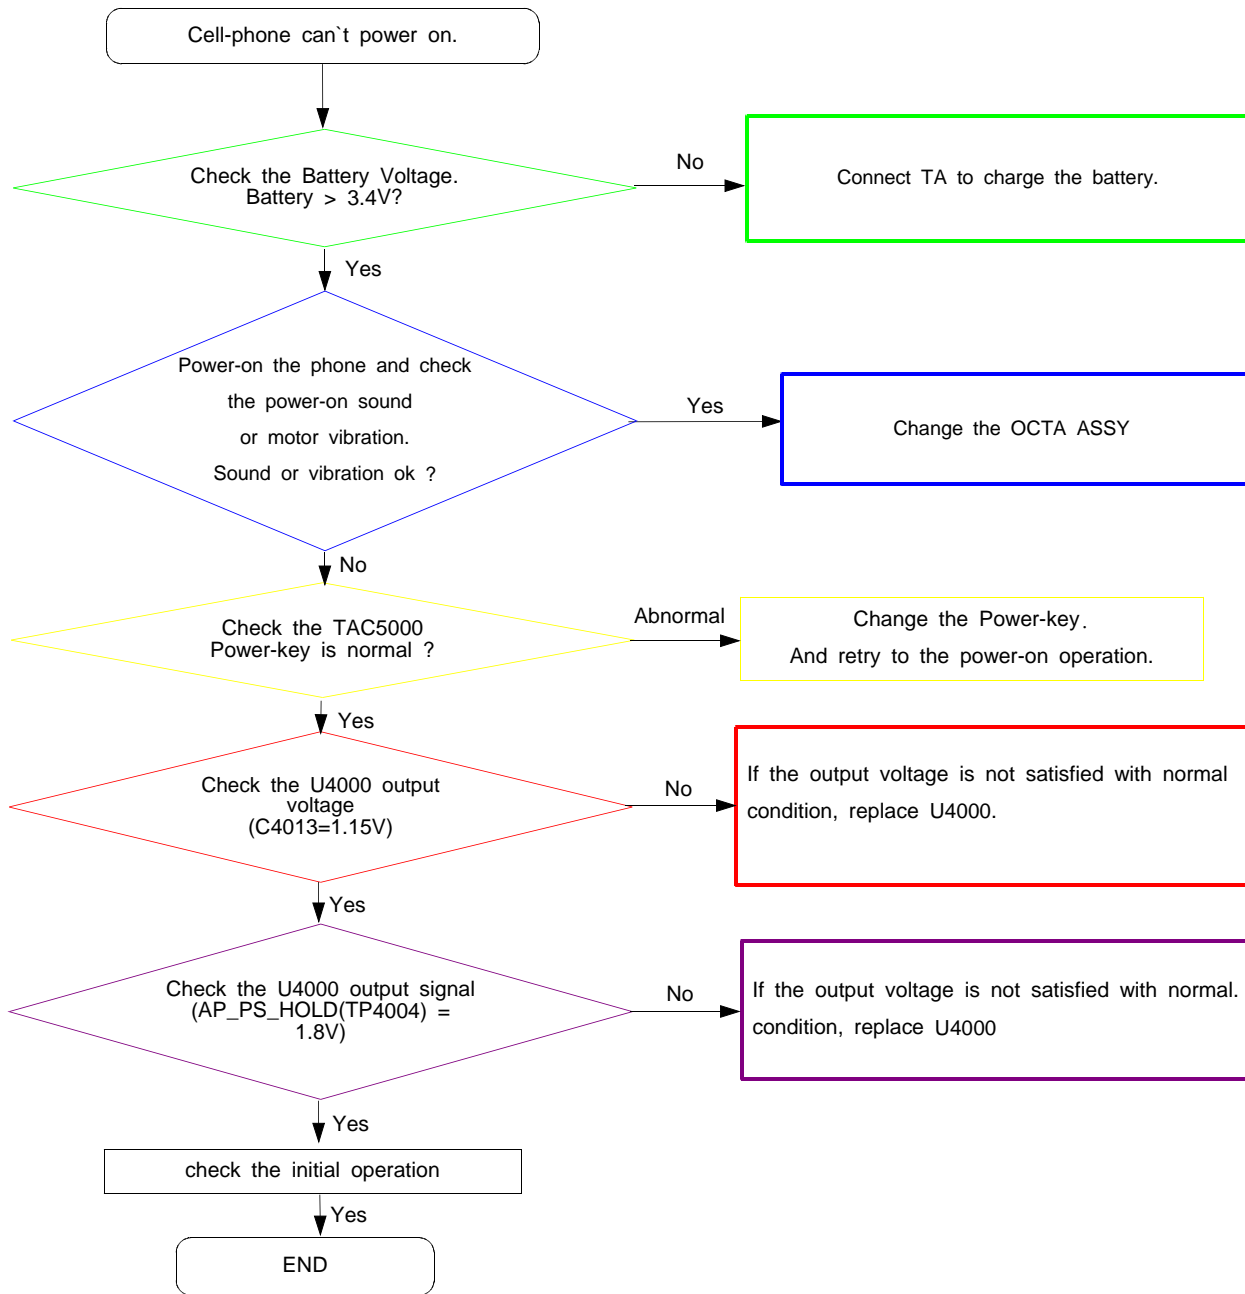 Cell-phone can`t power on.
Check the Battery Voltage.
Battery > 3.4V?
No
Connect TA to charge the battery.
Yes
Power-on the phone and check
the power-on sound
or motor vibration.
Sound or vibration ok ?
Yes
Change the OCTA ASSY
No
Check the TAC5000
Power-key is normal ?
Abnormal
Change the Power-key.
And retry to the power-on operation.
Yes
Check the U4000 output
voltage
(C4013=1.15V)
No
If the output voltage is not satisfied with normal
condition, replace U4000.
Yes
Check the U4000 output signal
(AP_PS_HOLD(TP4004) =
1.8V)
No
If the output voltage is not satisfied with normal.
condition, replace U4000
Yes
check the initial operation
Yes
END